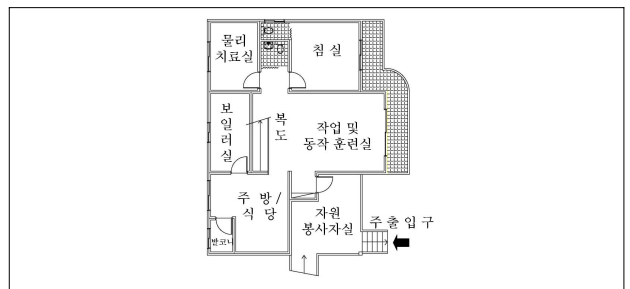 물리
치료실
침 실
보
일
러
실
복
도
작업 및
동작 훈련실
주 방/
식 당
발코니
자원
봉사자실
주 출 입 구